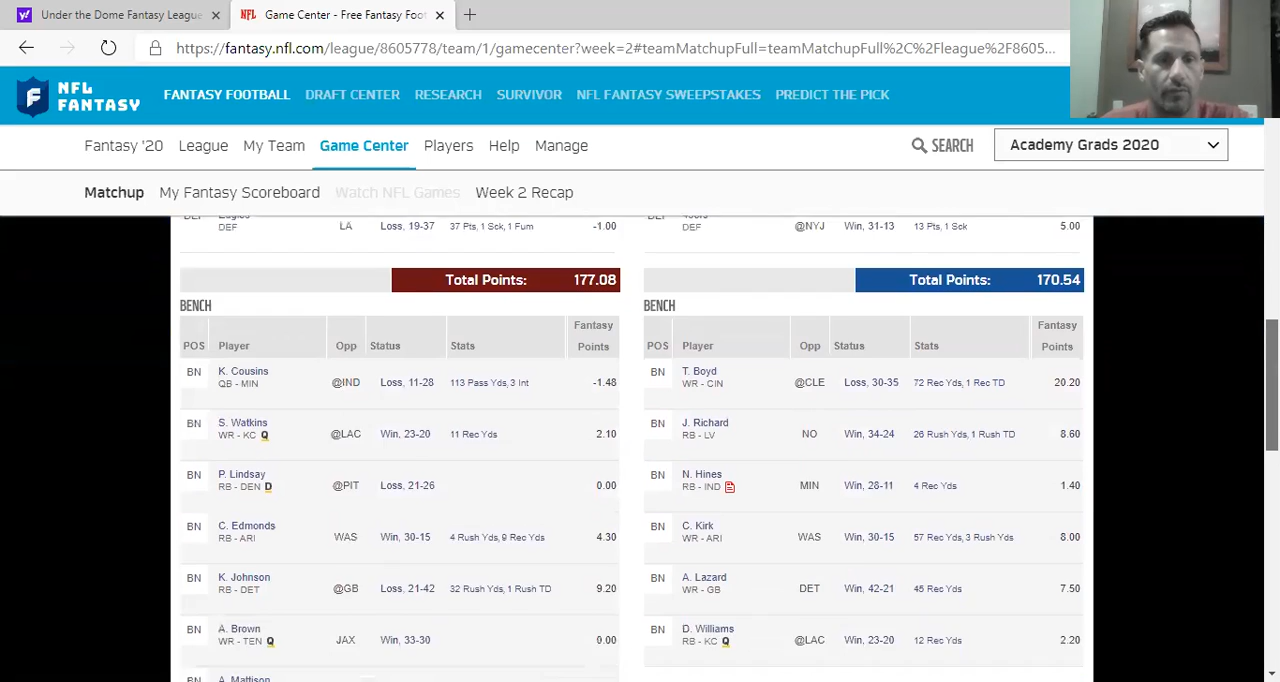 Under the Dome Fantasy League
NFL Game Center - Free Fantasy Foot
https://fantasy.nfl.com/league/8605778/team/1/gamecenter?week=2#teamMatchupFull=teamMatchupFull%2C%2Fleague%2F8605...
NFL FANTASY
FANTASY FOOTBALL DRAFT CENTER RESEARCH SURVIVOR NFL FANTASY SWEEPSTAKES PREDICT THE PICK
Fantasy '20 League My Team Game Center Players Help Manage SEARCH Academy Grads 2020
Matchup My Fantasy Scoreboard Watch NFL Games Week 2 Recap
DEF LA Loss, 19-37 37 Pts, 1 Sck, 1 Fum -1.00 DEF @NYJ Win, 31-13 13 Pts, 1 Sck 5.00
Total Points: 177.08 Total Points: 170.54
BENCH BENCH
POS Player Opp Status Stats Fantasy Points POS Player Opp Status Stats Fantasy Points
BN K. Cousins QB - MIN @IND Loss, 11-28 113 Pass Yds, 3 Int -1.48 BN T. Boyd WR - CIN @CLE Loss, 30-35 72 Rec Yds, 1 Rec TD 20.20
BN S. Watkins WR - KC Q @LAC Win, 23-20 11 Rec Yds 2.10 BN J. Richard RB - LV NO Win, 34-24 26 Rush Yds, 1 Rush TD 8.60
BN P. Lindsay RB - DEN D @PIT Loss, 21-26 0.00 BN N. Hines RB - IND MIN Win, 28-11 4 Rec Yds 1.40
BN C. Edmonds RB - ARI WAS Win, 30-15 4 Rush Yds, 9 Rec Yds 4.30 BN C. Kirk WR - ARI WAS Win, 30-15 57 Rec Yds, 3 Rush Yds 8.00
BN K. Johnson RB - DET @GB Loss, 21-42 32 Rush Yds, 1 Rush TD 9.20 BN A. Lazard WR - GB DET Win, 42-21 45 Rec Yds 7.50
BN A. Brown WR - TEN Q JAX Win, 33-30 0.00 BN D. Williams RB - KC Q @LAC Win, 23-20 12 Rec Yds 2.20
A. Mattison